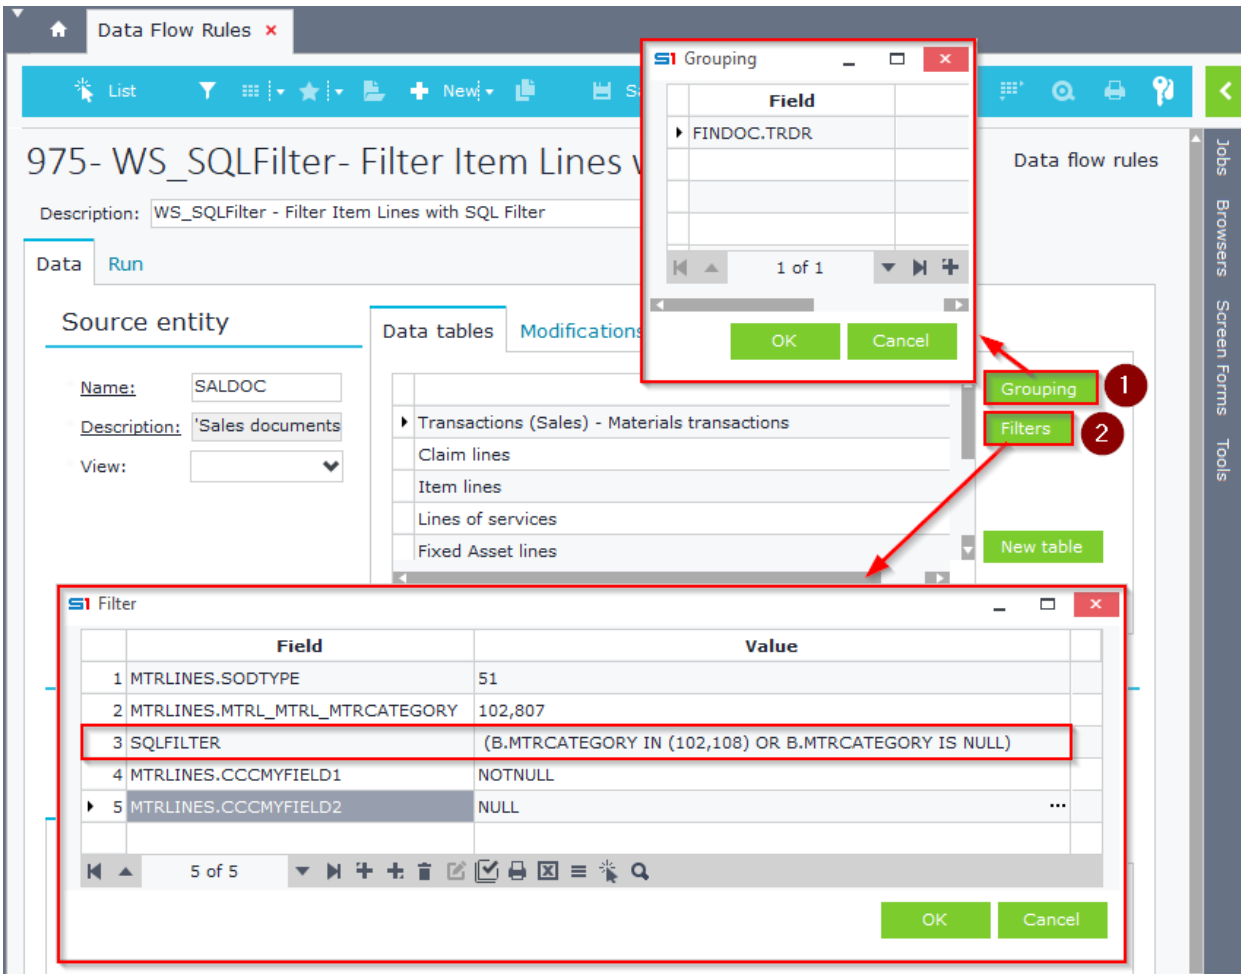 Data Flow Rules
S1 Grouping
List
New
S
Field
FINDOC.TRDR
975- WS_SQLFilter- Filter Item Lines
Data flow rules
Description: WS_SQLFilter - Filter Item Lines with SQL Filter
1 of 1
Data Run
OK Cancel
Source entity
Data tables Modifications
Name: SALDOC
Description: 'Sales documents
View:
Transactions (Sales) - Materials transactions
Claim lines
Item lines
Lines of services
Fixed Asset lines
Grouping 1
Filters 2
New table
Jobs
Browsers
Screen Forms
Tools
S1 Filter
Field Value
1 MTRLINES.SODTYPE 51
2 MTRLINES.MTRL_MTRL_MTRCATEGORY 102,807
3 SQLFILTER (B.MTRCATEGORY IN (102,108) OR B.MTRCATEGORY IS NULL)
4 MTRLINES.CCCMYFIELD1 NOTNULL
5 MTRLINES.CCCMYFIELD2 NULL ...
5 of 5
OK Cancel